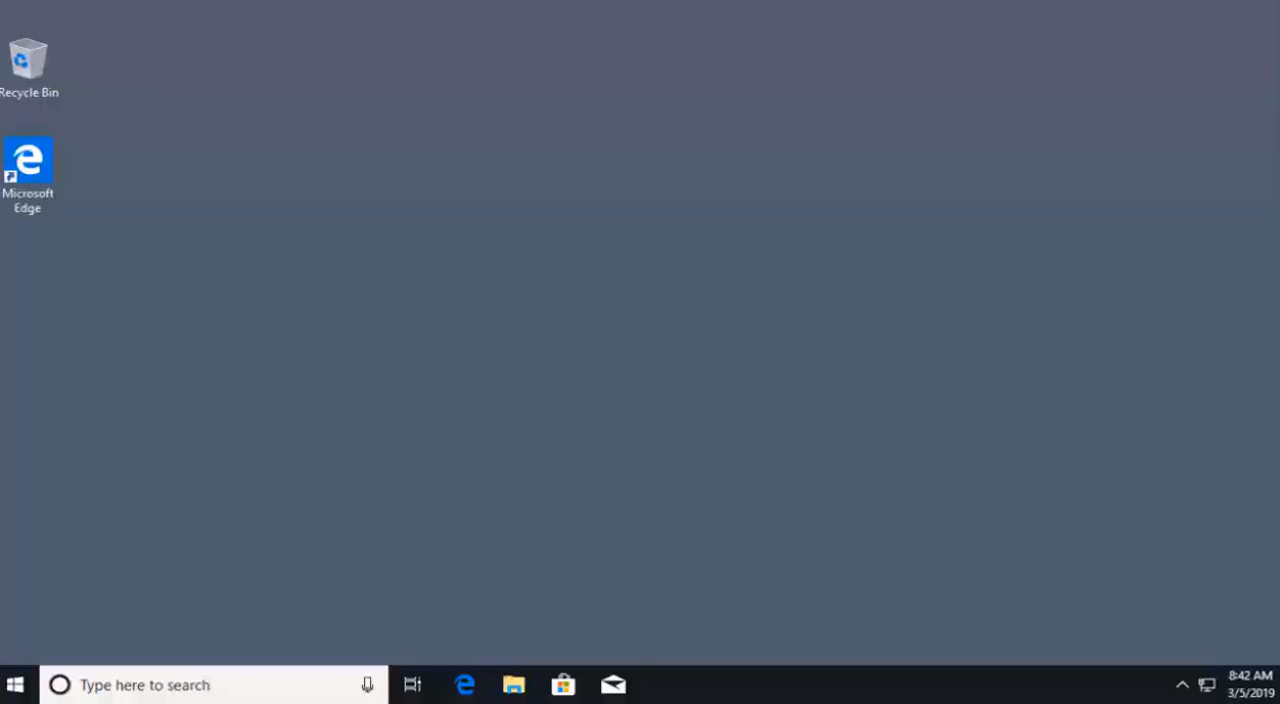 Recycle Bin
Microsoft
Edge
Type here to search
8:42 AM
3/5/2019